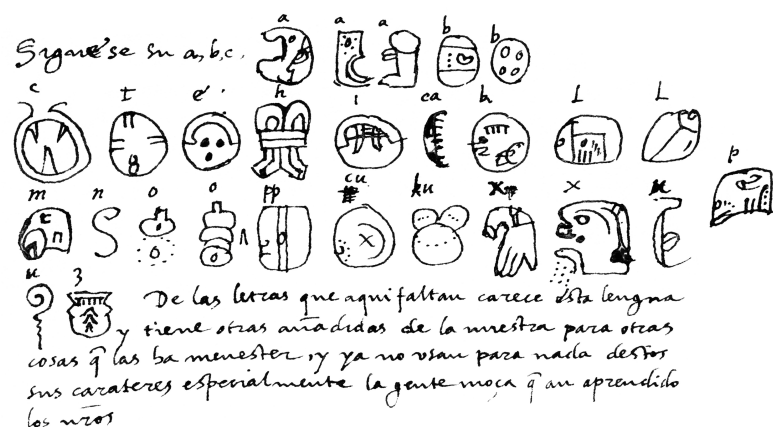 Siguese su a, b, c.
a a a b b
c t é h i ca k l l
m n o o pp cu ku x x u p
u z
De las letras que aqui faltan carece esta lengua
y tiene otras añadidas de la nuestra para otras
cosas q̃ las ha menester, y ya no usan para nada destos
sus carateres especialmente la gente moça q̃ an aprendido
los nr̃os